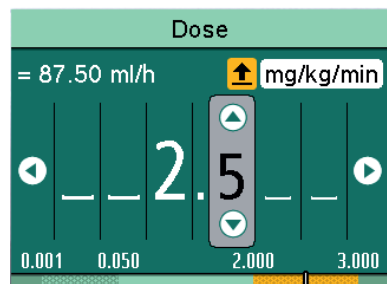 Dose
= 87.50 ml/h mg/kg/min
_ _ 2.5 _ _
0.001 0.050 2.000 3.000